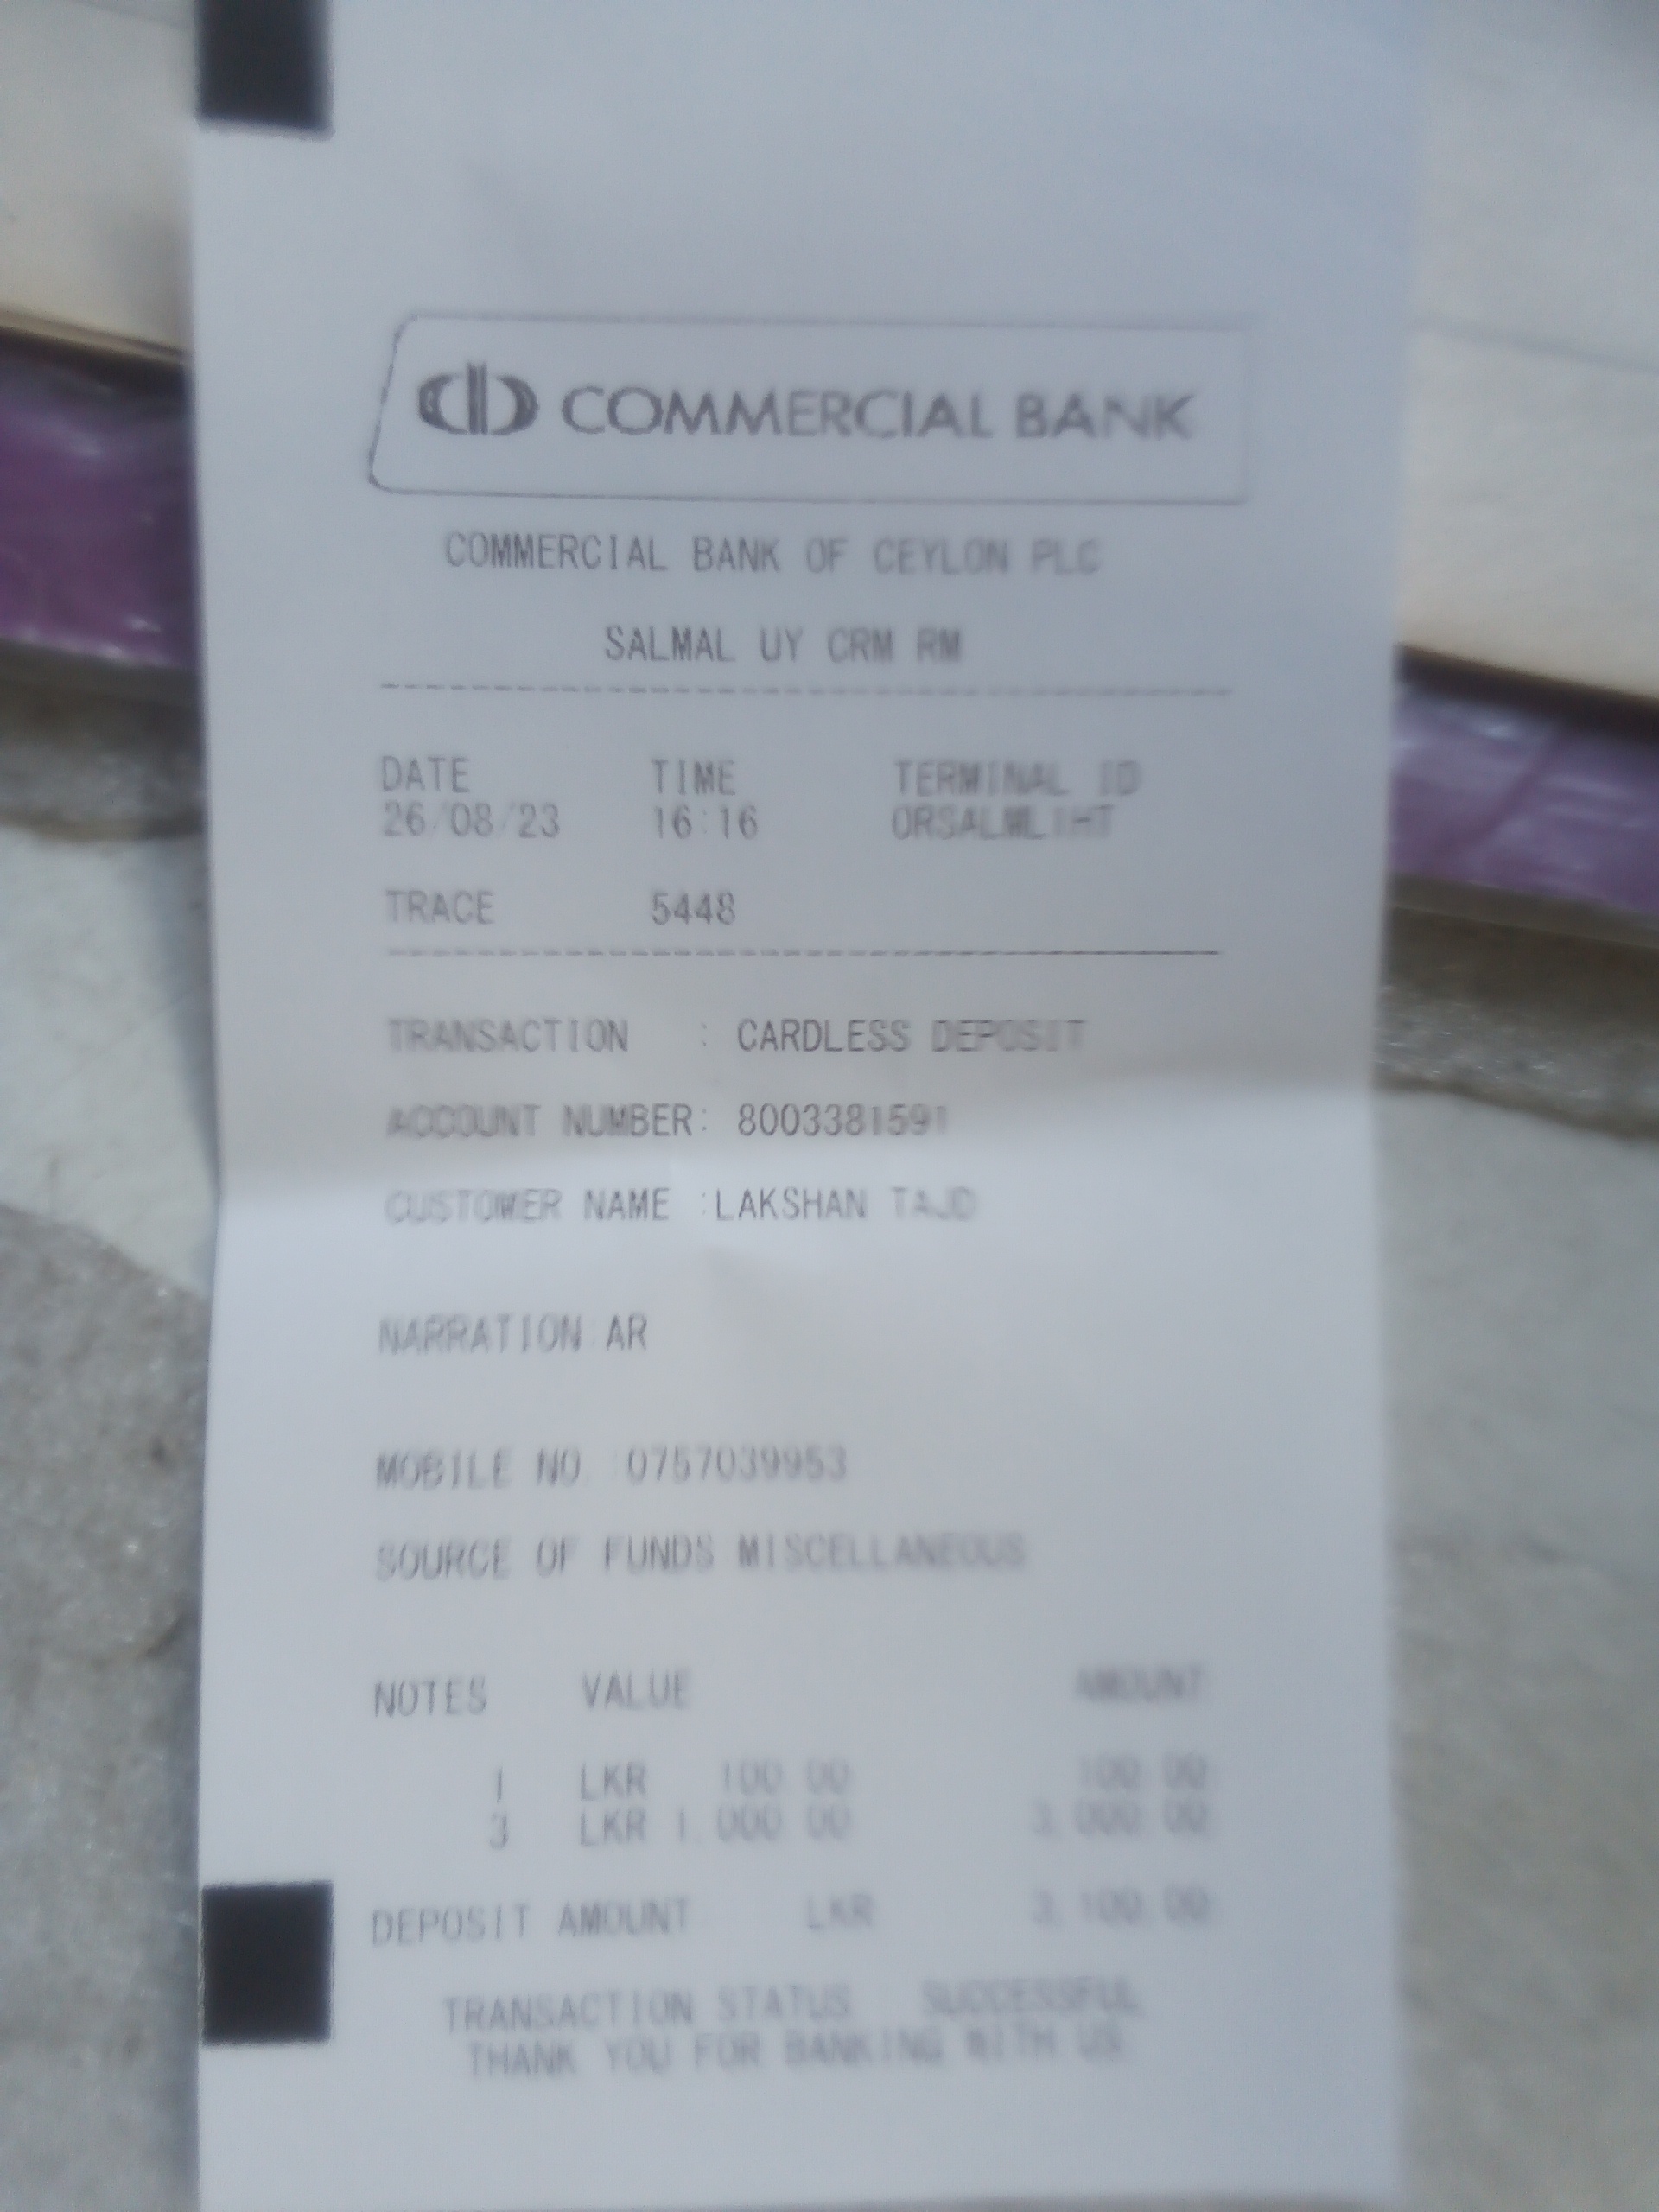 COMMERCIAL BANK
COMMERCIAL BANK OF CEYLON PLC
SALMAL UY CRM RM
DATE TIME TERMINAL ID
26/08/23 16:16 ORSALMLIHT
TRACE 5448
TRANSACTION : CARDLESS DEPOSIT
ACCOUNT NUMBER: 8003381591
CUSTOMER NAME :LAKSHAN TAJD
NARRATION:AR
MOBILE NO. 0757039953
SOURCE OF FUNDS MISCELLANEOUS
NOTES VALUE AMOUNT
1 LKR 100.00 100.00
3 LKR 1,000.00 3,000.00
DEPOSIT AMOUNT LKR 3,100.00
TRANSACTION STATUS SUCCESSFUL
THANK YOU FOR BANKING WITH US